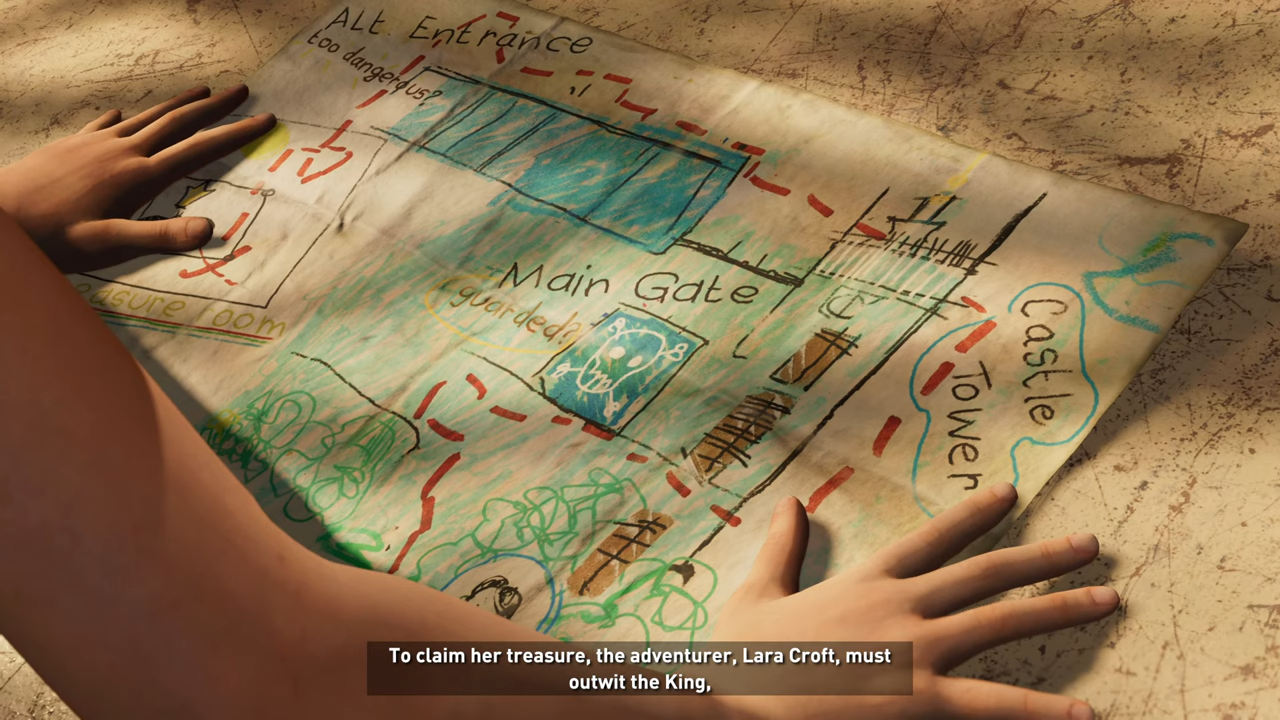 ALt. Entrance
too dangerous?
Main Gate
guarded?
easure room
Castle
Tower
To claim her treasure, the adventurer, Lara Croft, must
outwit the King,